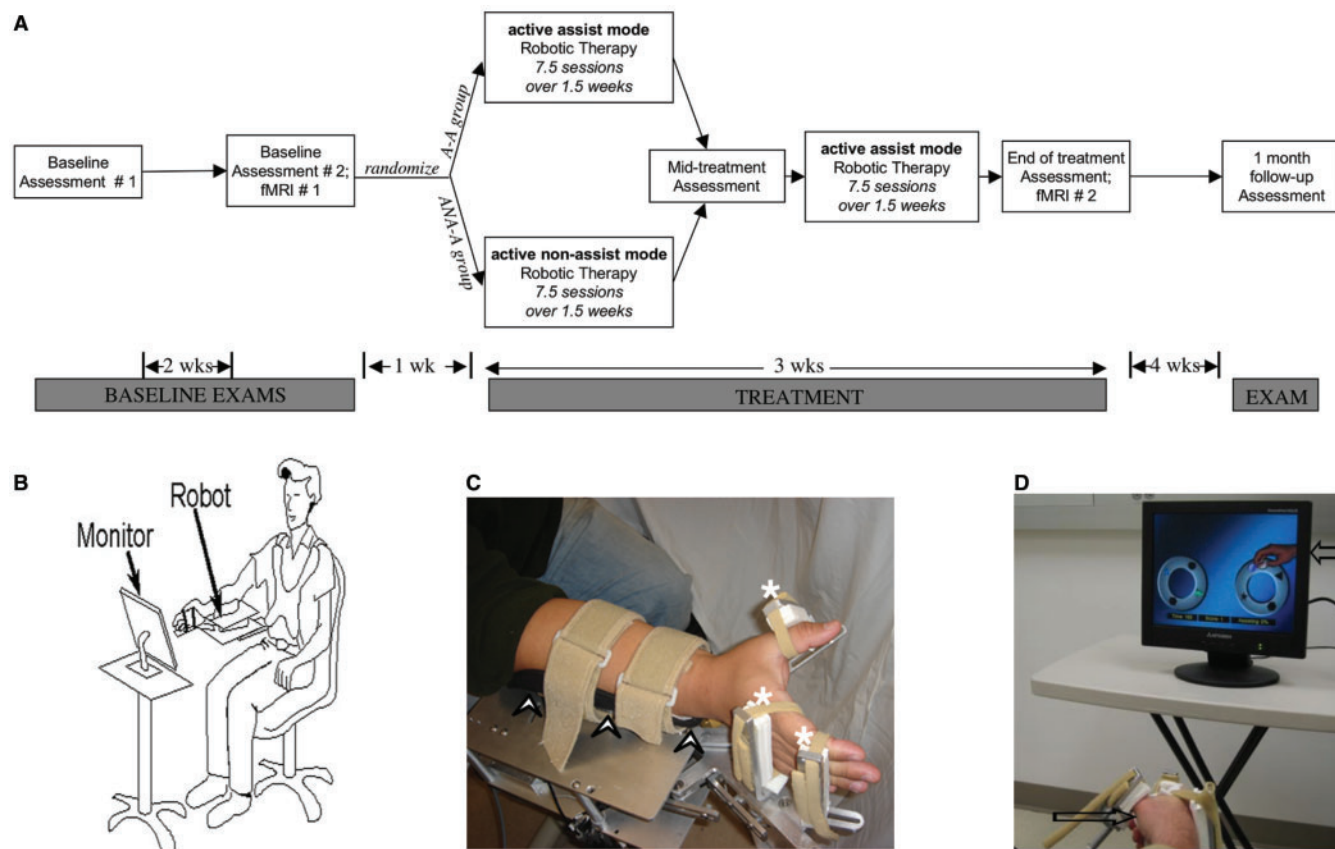 A
Baseline
Assessment # 1
Baseline
Assessment # 2;
fMRI # 1
randomize
A-A group
ANA-A group
active assist mode
Robotic Therapy
7.5 sessions
over 1.5 weeks
active non-assist mode
Robotic Therapy
7.5 sessions
over 1.5 weeks
Mid-treatment
Assessment
active assist mode
Robotic Therapy
7.5 sessions
over 1.5 weeks
End of treatment
Assessment;
fMRI # 2
1 month
follow-up
Assessment
2 wks
1 wk
3 wks
4 wks
BASELINE EXAMS
TREATMENT
EXAM
B
Robot
Monitor
C
* * *
D
MITSUBISHI